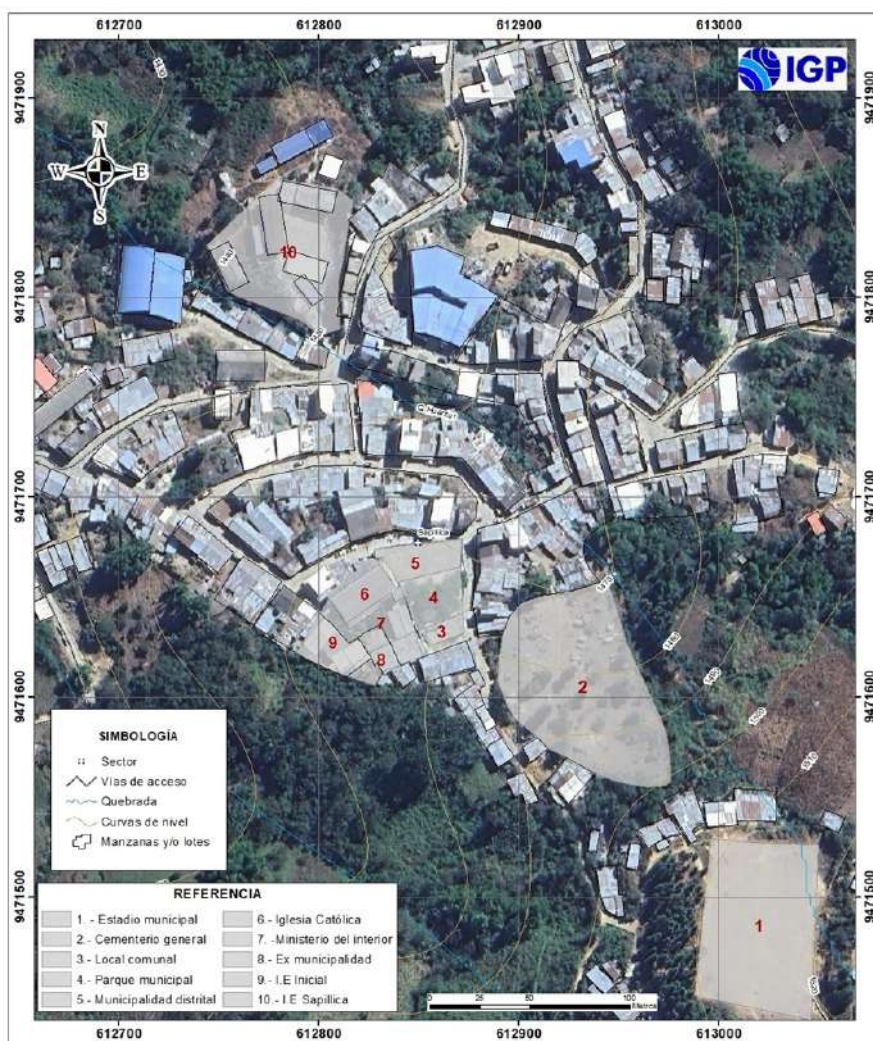 612700 612800 612900 613000
9471900 9471900
IGP
N
W E
S
10
9471800 9471800
9471700 9471700
Sapillica
5
6
4
7
3
9
8
1470
1480
2
9471600 9471600
SIMBOLOGÍA
Sector
Vías de acceso
Quebrada
Curvas de nivel
Manzanas y/o lotes
1
9471500 9471500
REFERENCIA
1. - Estadio municipal
2.- Cementerio general
3.- Local comunal
4.- Parque municipal
5.- Municipalidad distrital
6.- Iglesia Católica
7.-Ministerio del interior
8.- Ex municipalidad
9.- I.E Inicial
10.- I.E Sapillica
0 25 50 100
Metros
612700 612800 612900 613000